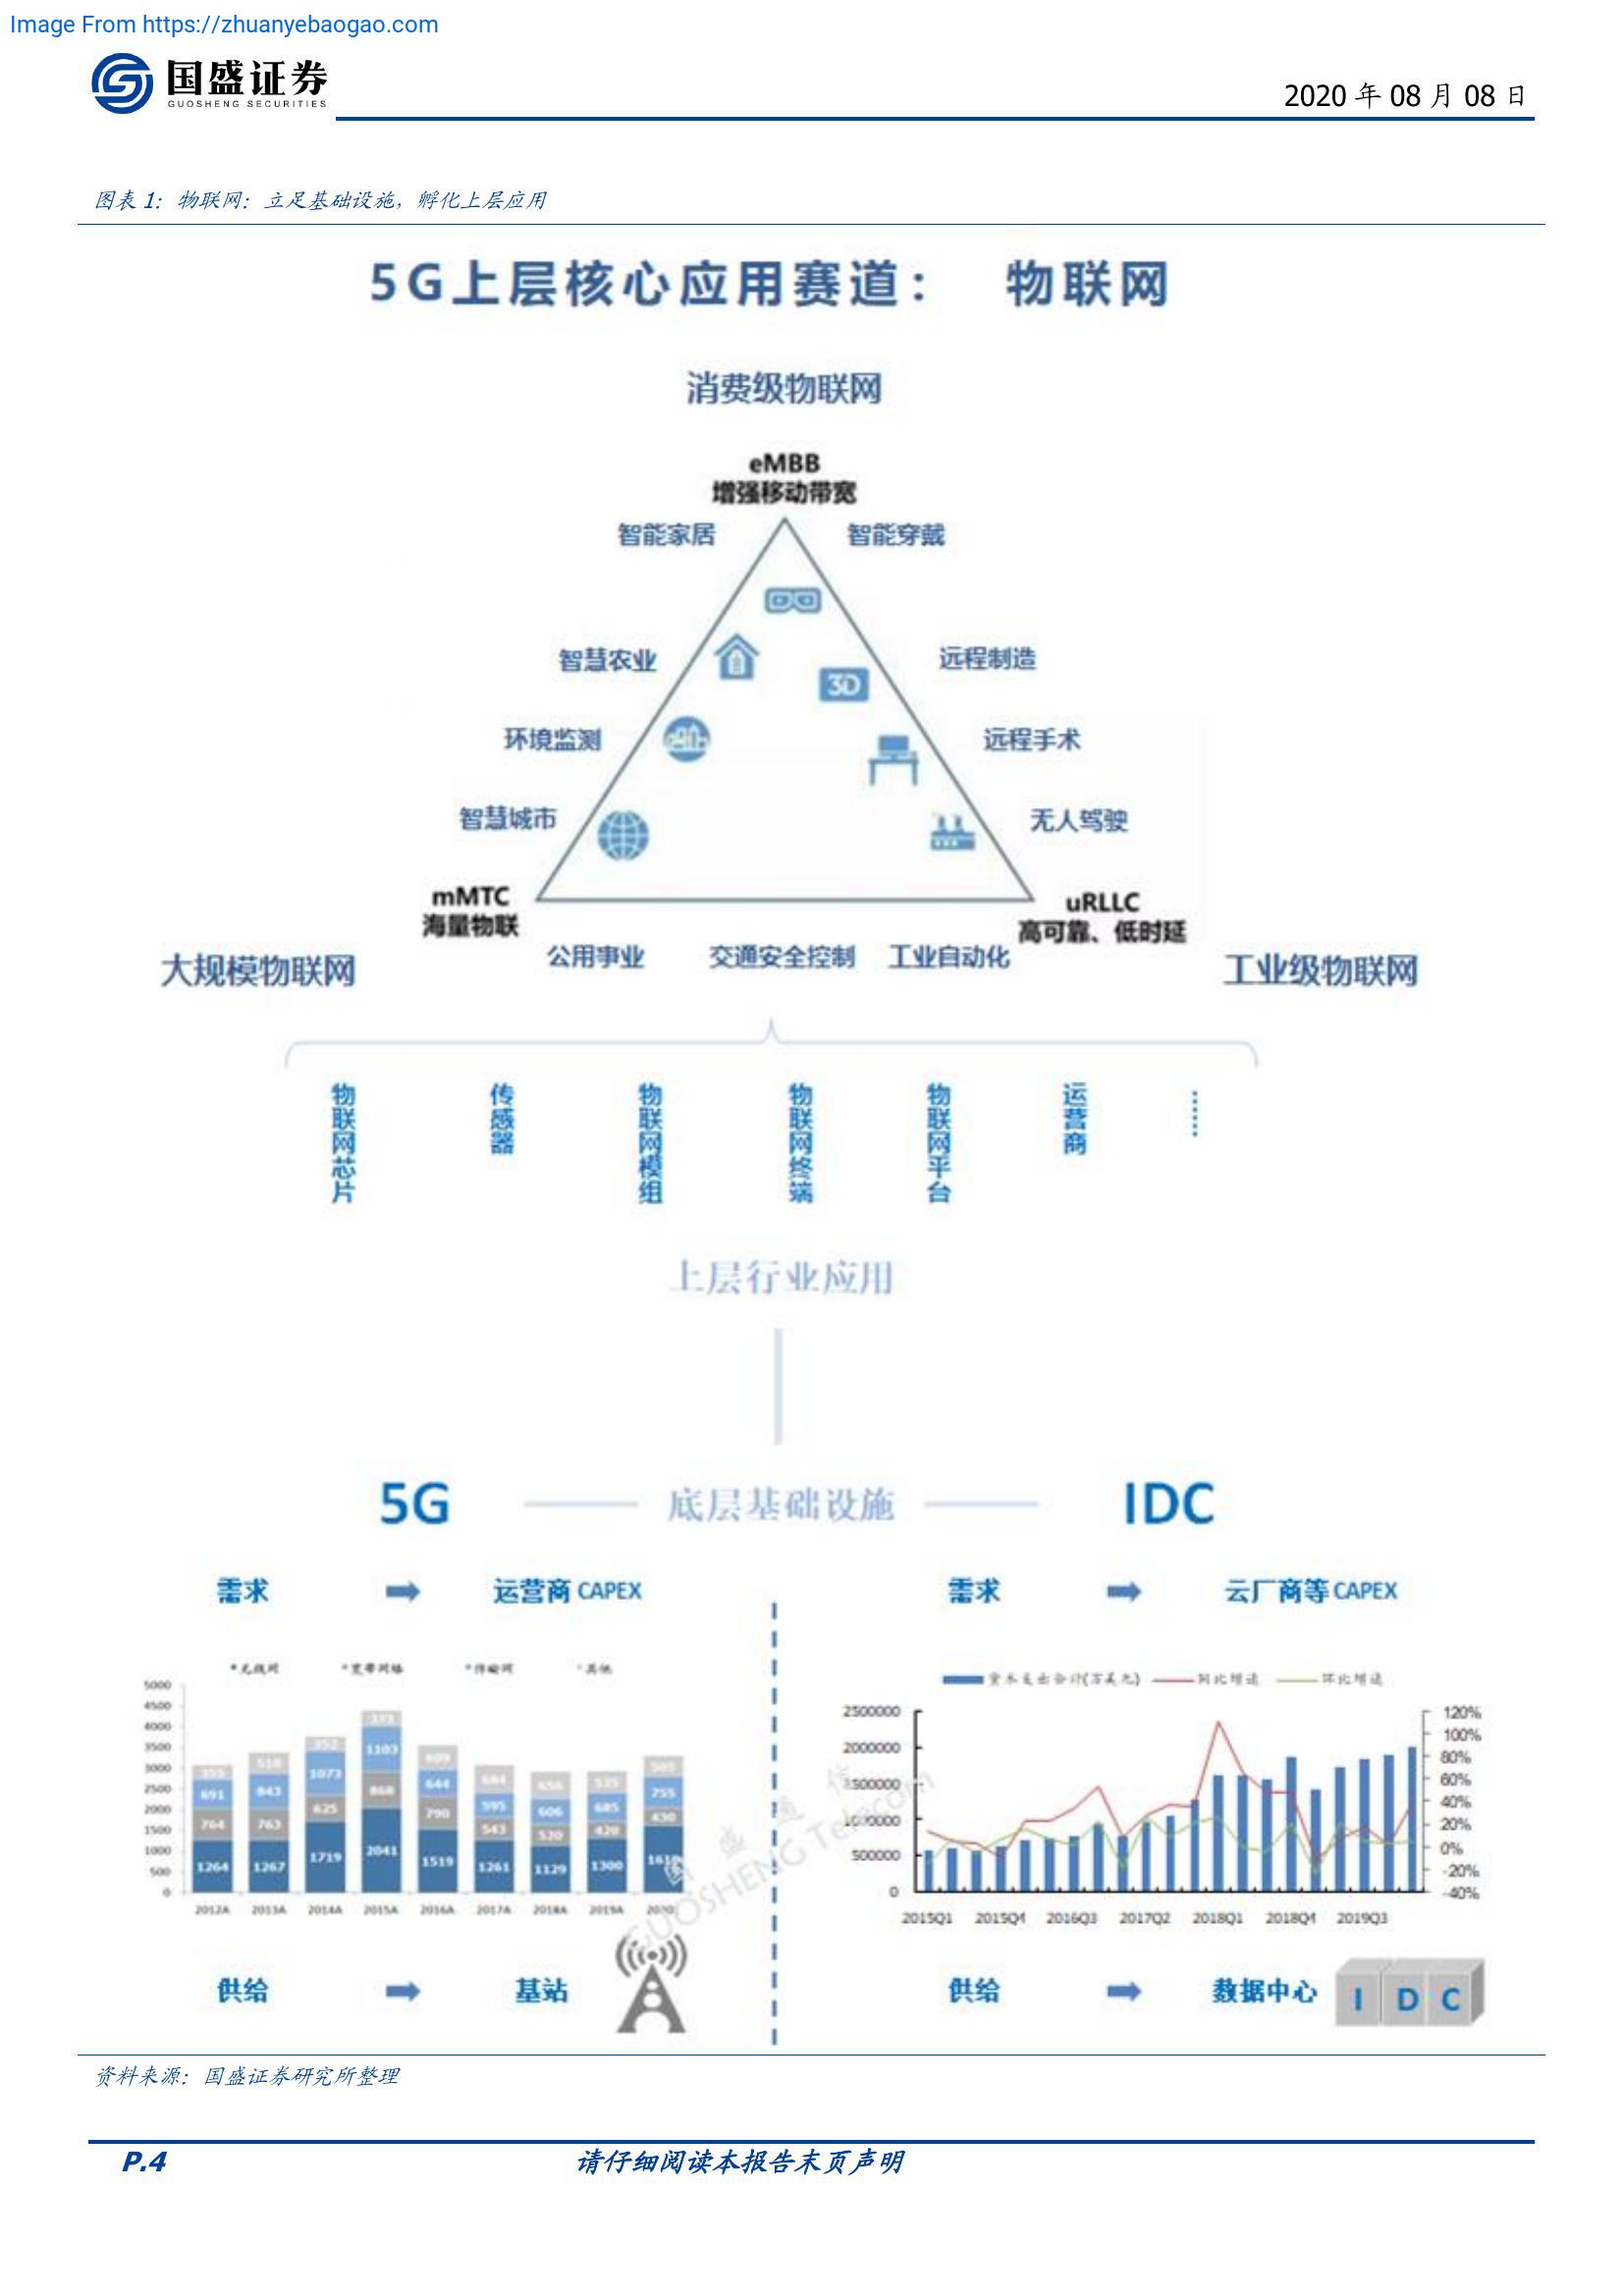 Image From https://zhuanyebaogao.com
国盛证券
GUOSHENG SECURITIES
2020 年 08 月 08 日
图表 1: 物联网：立足基础设施，孵化上层应用
5G上层核心应用赛道： 物联网
消费级物联网
eMBB
增强移动带宽
智能家居 智能穿戴
智慧农业 远程制造
3D
环境监测 远程手术
智慧城市 无人驾驶
mMTC
海量物联
uRLLC
高可靠、低时延
公用事业 交通安全控制 工业自动化
大规模物联网 工业级物联网
物联网芯片
传感器
物联网模组
物联网终端
物联网平台
运营商
……
上层行业应用
5G 底层基础设施 IDC
需求 运营商 CAPEX
无线网 宽带网络 传输网 其他
5000
4500
4000
3500
3000
2500
2000
1500
1000
500
0
510 352
691 843 1073 1103 644 595 606 685 755
764 763 625 868 790 543 520 420 430
1264 1267 1719 2041 1519 1261 1129 1300
2012A 2013A 2014A 2015A 2016A 2017A 2018A 2019A
供给 基站
国盛通信
GUOSHENG Telecom
需求 云厂商等CAPEX
资本支出合计(万美元) 同比增速 环比增速
2500000
2000000
1500000
1000000
500000
0
120%
100%
80%
60%
40%
20%
0%
-20%
-40%
2015Q1 2015Q4 2016Q3 2017Q2 2018Q1 2018Q4 2019Q3
供给 数据中心 I D C
资料来源：国盛证券研究所整理
P.4 请仔细阅读本报告末页声明